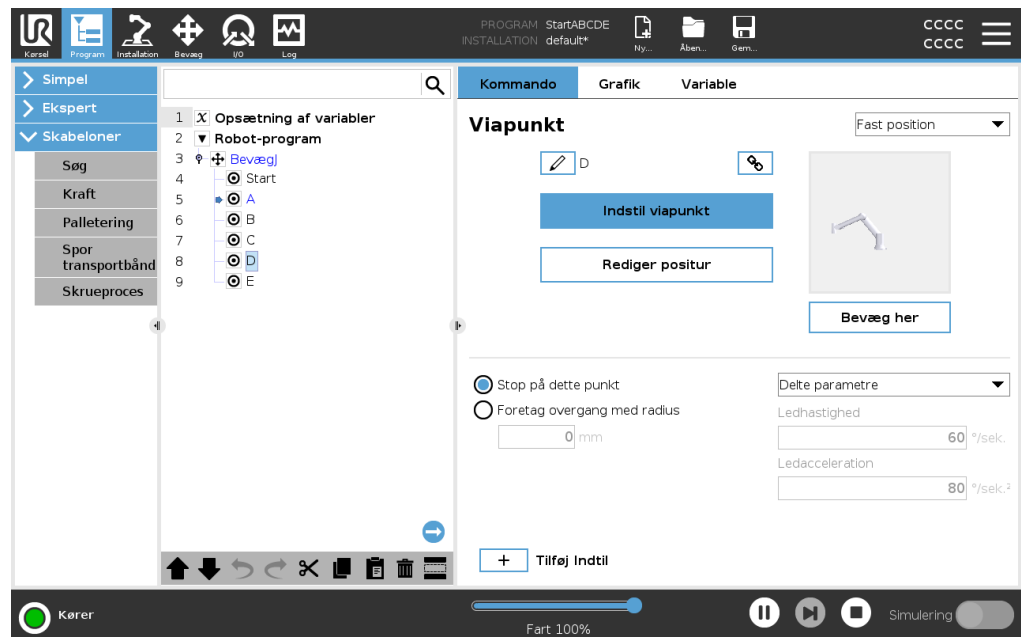 UR
PROGRAM StartABCDE
INSTALLATION default*
Kørsel Program Installation Bevæg I/O Log
Ny... Åben... Gem...
CCCC
CCCC
Simpel
Ekspert
Skabeloner
Søg
Kraft
Palletering
Spor
transportbånd
Skrueproces
1 X Opsætning af variabler
2 Robot-program
3 BevægJ
4 Start
5 A
6 B
7 C
8 D
9 E
Kommando Grafik Variable
Viapunkt
Fast position
D
Indstil viapunkt
Rediger positur
Bevæg her
Stop på dette punkt
Foretag overgang med radius
0 mm
Delte parametre
Ledhastighed
60 °/sek.
Ledacceleration
80 °/sek.²
+ Tilføj Indtil
Kører
Fart 100%
Simulering